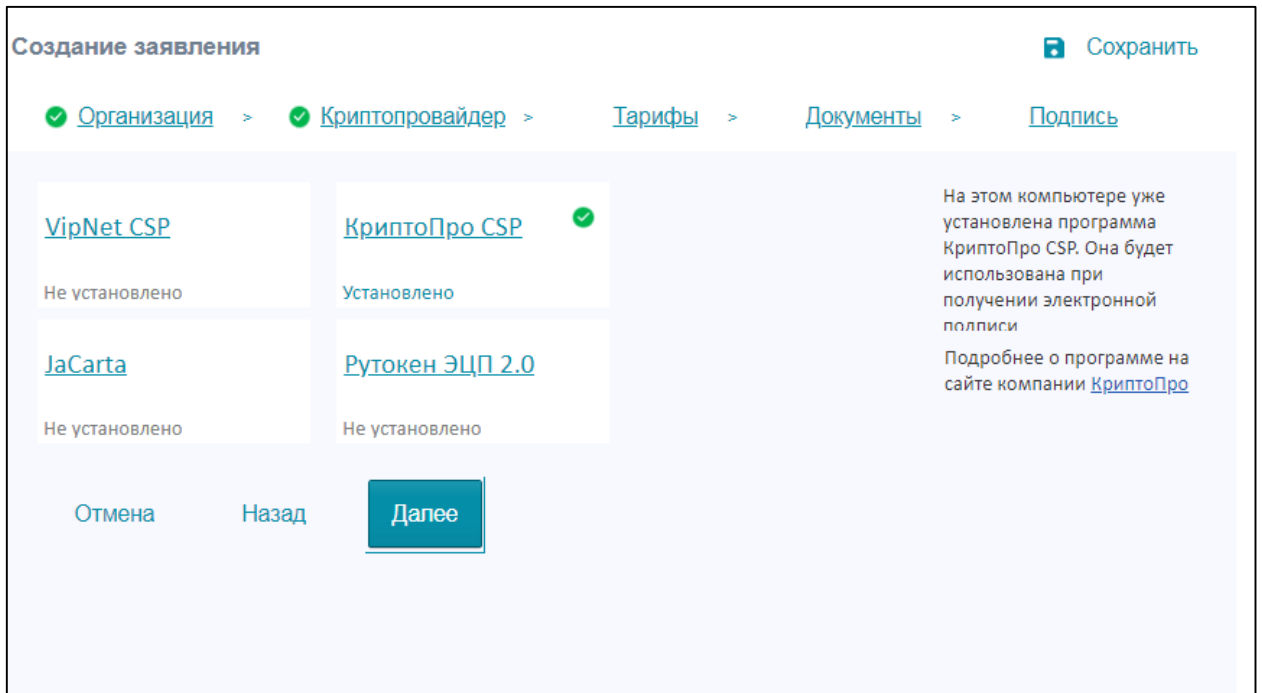 Создание заявления
Сохранить
Организация > Криптопровайдер > Тарифы > Документы > Подпись
VipNet CSP
Не установлено
КриптоПро CSP
Установлено
JaCarta
Не установлено
Рутокен ЭЦП 2.0
Не установлено
На этом компьютере уже
установлена программа
КриптоПро CSP. Она будет
использована при
получении электронной
подписи
Подробнее о программе на
сайте компании КриптоПро
Отмена
Назад
Далее